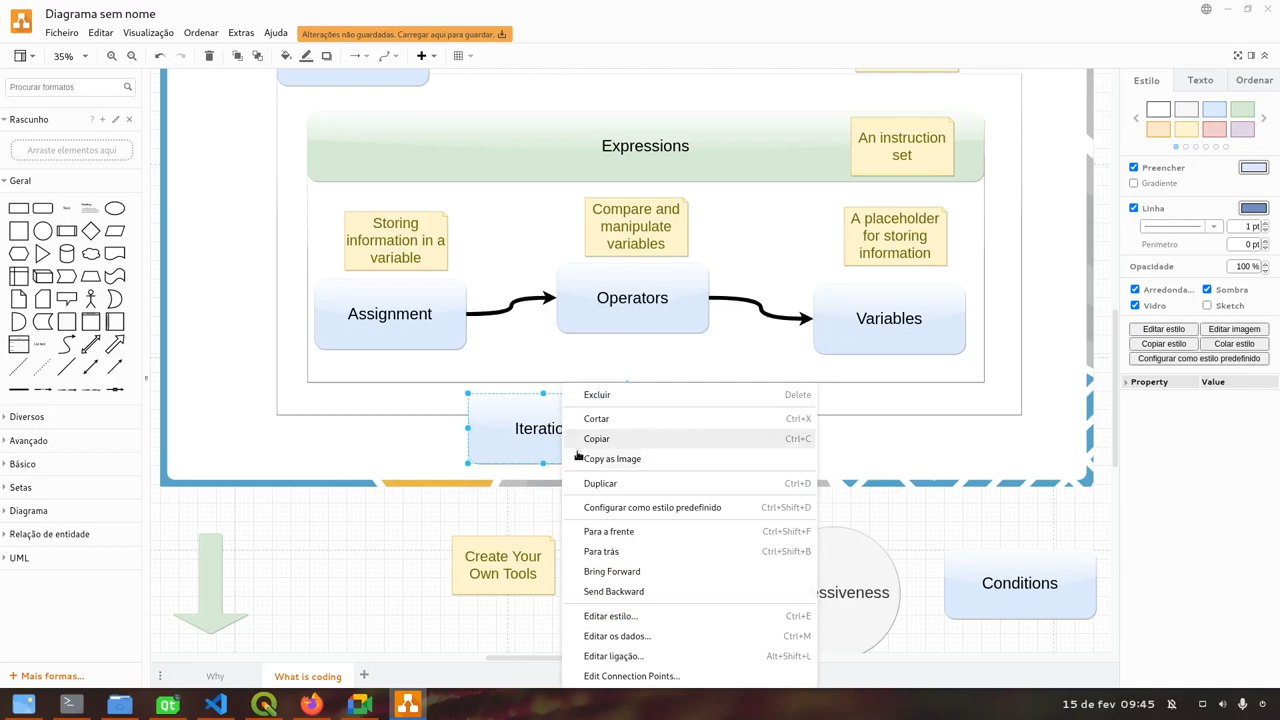 Diagrama sem nome
Ficheiro Editar Visualização Ordenar Extras Ajuda
Alterações não guardadas. Carregar aqui para guardar.
35%
Procurar formatos
Rascunho
?
Arraste elementos aqui
Geral
Text
Diversos
Avançado
Básico
Setas
Diagrama
Relação de entidade
UML
+ Mais formas...
Expressions
An instruction
set
Storing
information in a
variable
Compare and
manipulate
variables
A placeholder
for storing
information
Assignment
Operators
Variables
Iteratio
Create Your
Own Tools
essiveness
Conditions
Excluir Delete
Cortar Ctrl+X
Copiar Ctrl+C
Copy as Image
Duplicar Ctrl+D
Configurar como estilo predefinido Ctrl+Shift+D
Para a frente Ctrl+Shift+F
Para trás Ctrl+Shift+B
Bring Forward
Send Backward
Editar estilo... Ctrl+E
Editar os dados... Ctrl+M
Editar ligação... Alt+Shift+L
Edit Connection Points...
Why
What is coding
Estilo Texto Ordenar
Preencher
Gradiente
Linha
1 pt
Perímetro 0 pt
Opacidade 100 %
Arredonda... Sombra
Vidro Sketch
Editar estilo Editar imagem
Copiar estilo Colar estilo
Configurar como estilo predefinido
Property Value
Qt
15 de fev 09:45